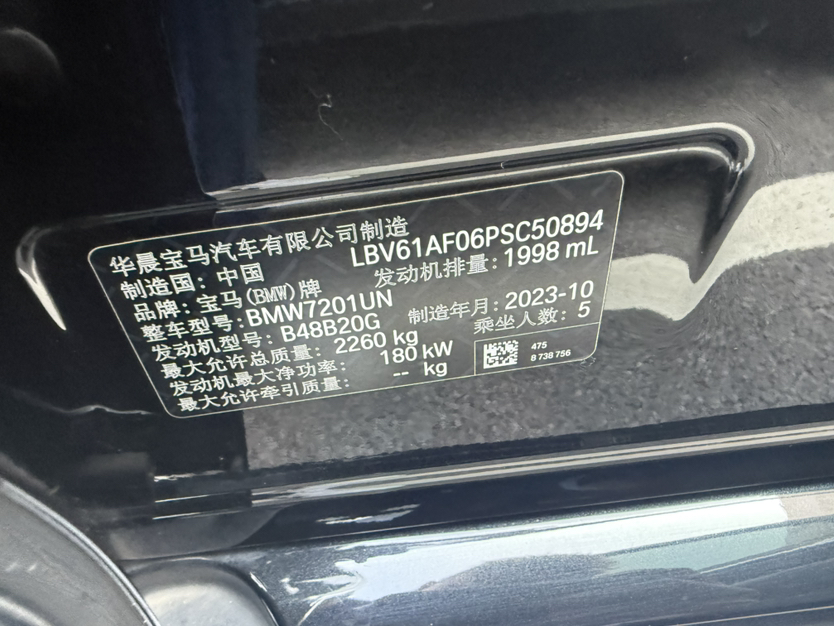 华晨宝马汽车有限公司制造
制造国: 中国 LBV61AF06PSC50894
品牌: 宝马(BMW)牌 发动机排量: 1998 mL
整车型号: BMW7201UN
发动机型号: B48B20G 制造年月: 2023-10
最大允许总质量: 2260 kg 乘坐人数: 5
发动机最大净功率: 180 kW
最大允许牵引质量: -- kg
475
8 738 756